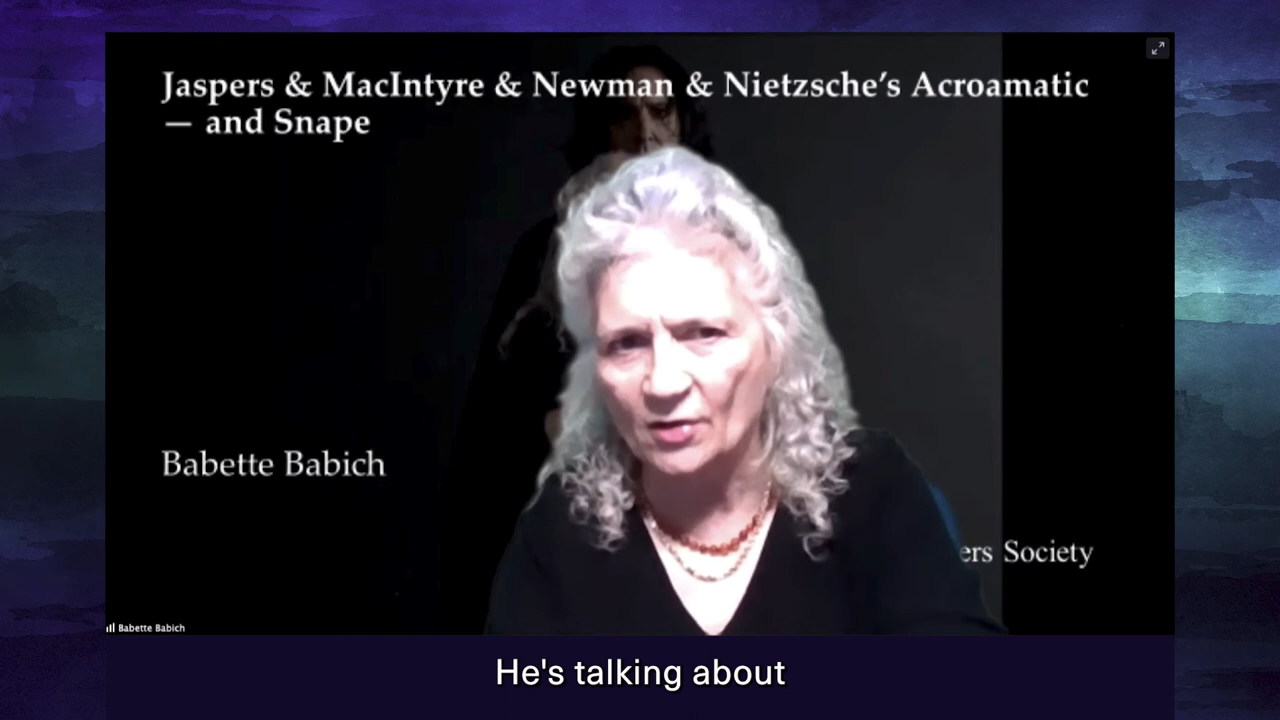 Jaspers & MacIntyre & Newman & Nietzsche’s Acroamatic
— and Snape
Babette Babich
ers Society
Babette Babich
He's talking about